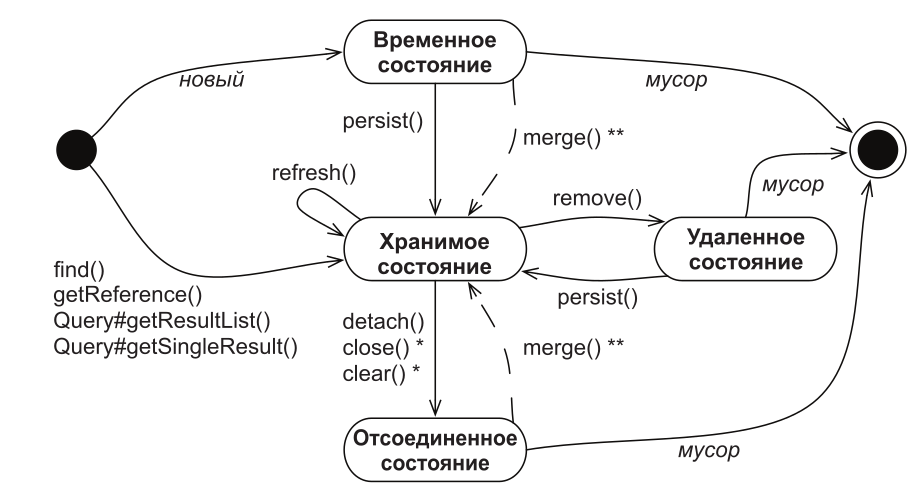 Временное
состояние
новый
мусор
persist()
merge() **
refresh()
remove()
мусор
Хранимое
состояние
Удаленное
состояние
find()
getReference()
Query#getResultList()
Query#getSingleResult()
persist()
detach()
close() *
clear() *
merge() **
Отсоединенное
состояние
мусор